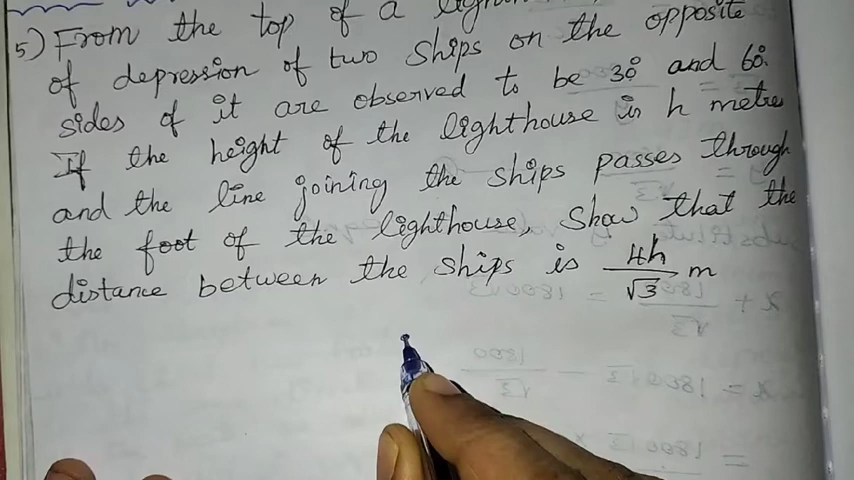 5) From the top of a
of depression of two ships on the opposite
sides of it are observed to be 30° and 60°.
If the height of the lighthouse is h metres
and the line joining the ships passes through
the foot of the lighthouse, show that the
distance between the ships is 4h/√3 m